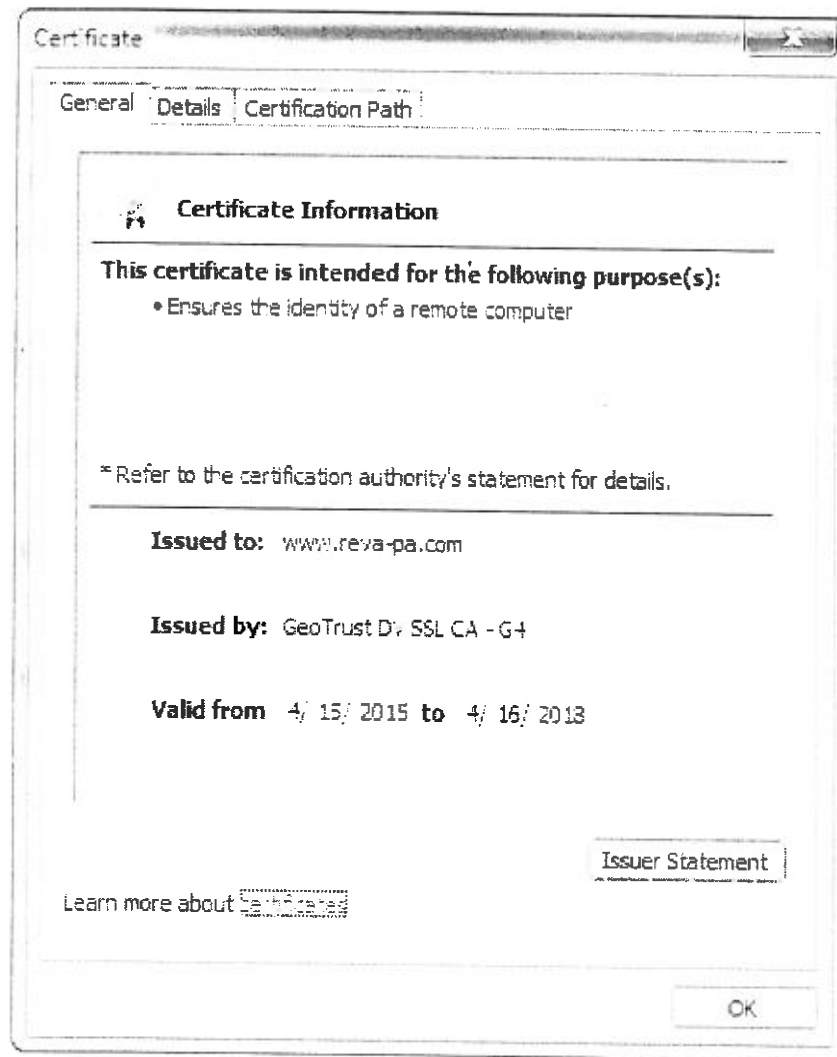 Certificate
General Details Certification Path
Certificate Information
This certificate is intended for the following purpose(s):
• Ensures the identity of a remote computer
* Refer to the certification authority's statement for details.
Issued to: www.reva-pa.com
Issued by: GeoTrust DV SSL CA - G4
Valid from 4/ 15/ 2015 to 4/ 16/ 2018
Issuer Statement
Learn more about certificates
OK